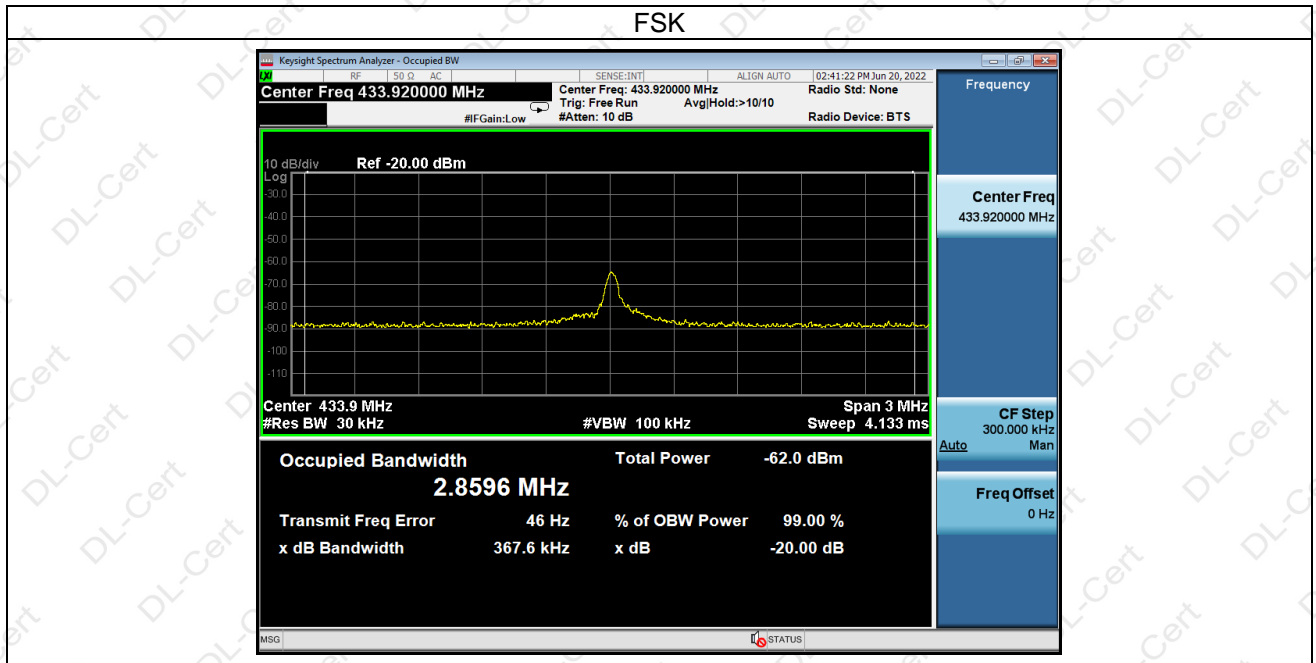 FSK
Keysight Spectrum Analyzer - Occupied BW
LXI RF 50 Ω AC SENSE:INT ALIGN AUTO 02:41:22 PM Jun 20, 2022
Center Freq 433.920000 MHz Center Freq: 433.920000 MHz Radio Std: None
Trig: Free Run Avg|Hold:>10/10
#IFGain:Low #Atten: 10 dB Radio Device: BTS
10 dB/div Ref -20.00 dBm
Log
-30.0
-40.0
-50.0
-60.0
-70.0
-80.0
-90.0
-100
-110
Center 433.9 MHz Span 3 MHz
#Res BW 30 kHz #VBW 100 kHz Sweep 4.133 ms
Occupied Bandwidth Total Power -62.0 dBm
2.8596 MHz
Transmit Freq Error 46 Hz % of OBW Power 99.00 %
x dB Bandwidth 367.6 kHz x dB -20.00 dB
MSG STATUS
Frequency
Center Freq
433.920000 MHz
CF Step
300.000 kHz
Auto Man
Freq Offset
0 Hz
DL-Cert